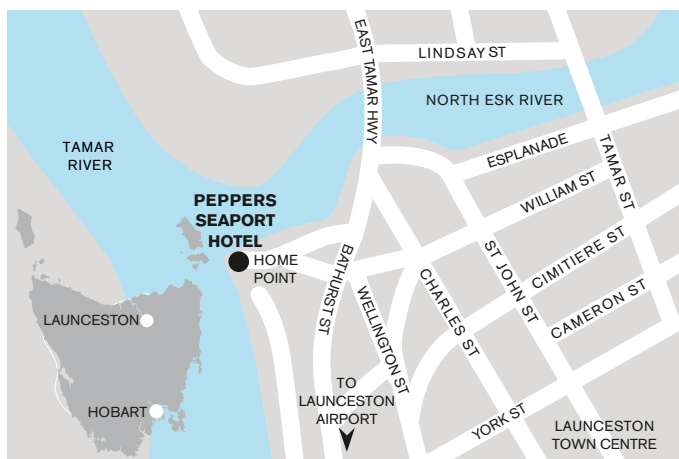 EAST TAMAR HWY
LINDSAY ST
NORTH ESK RIVER
TAMAR
RIVER
ESPLANADE
TAMAR ST
WILLIAM ST
PEPPERS
SEAPORT
HOTEL
HOME
POINT
BATHURST ST
WELLINGTON ST
CHARLES ST
ST JOHN ST
CIMITIERE ST
CAMERON ST
LAUNCESTON
HOBART
TO
LAUNCESTON
AIRPORT
YORK ST
LAUNCESTON
TOWN CENTRE